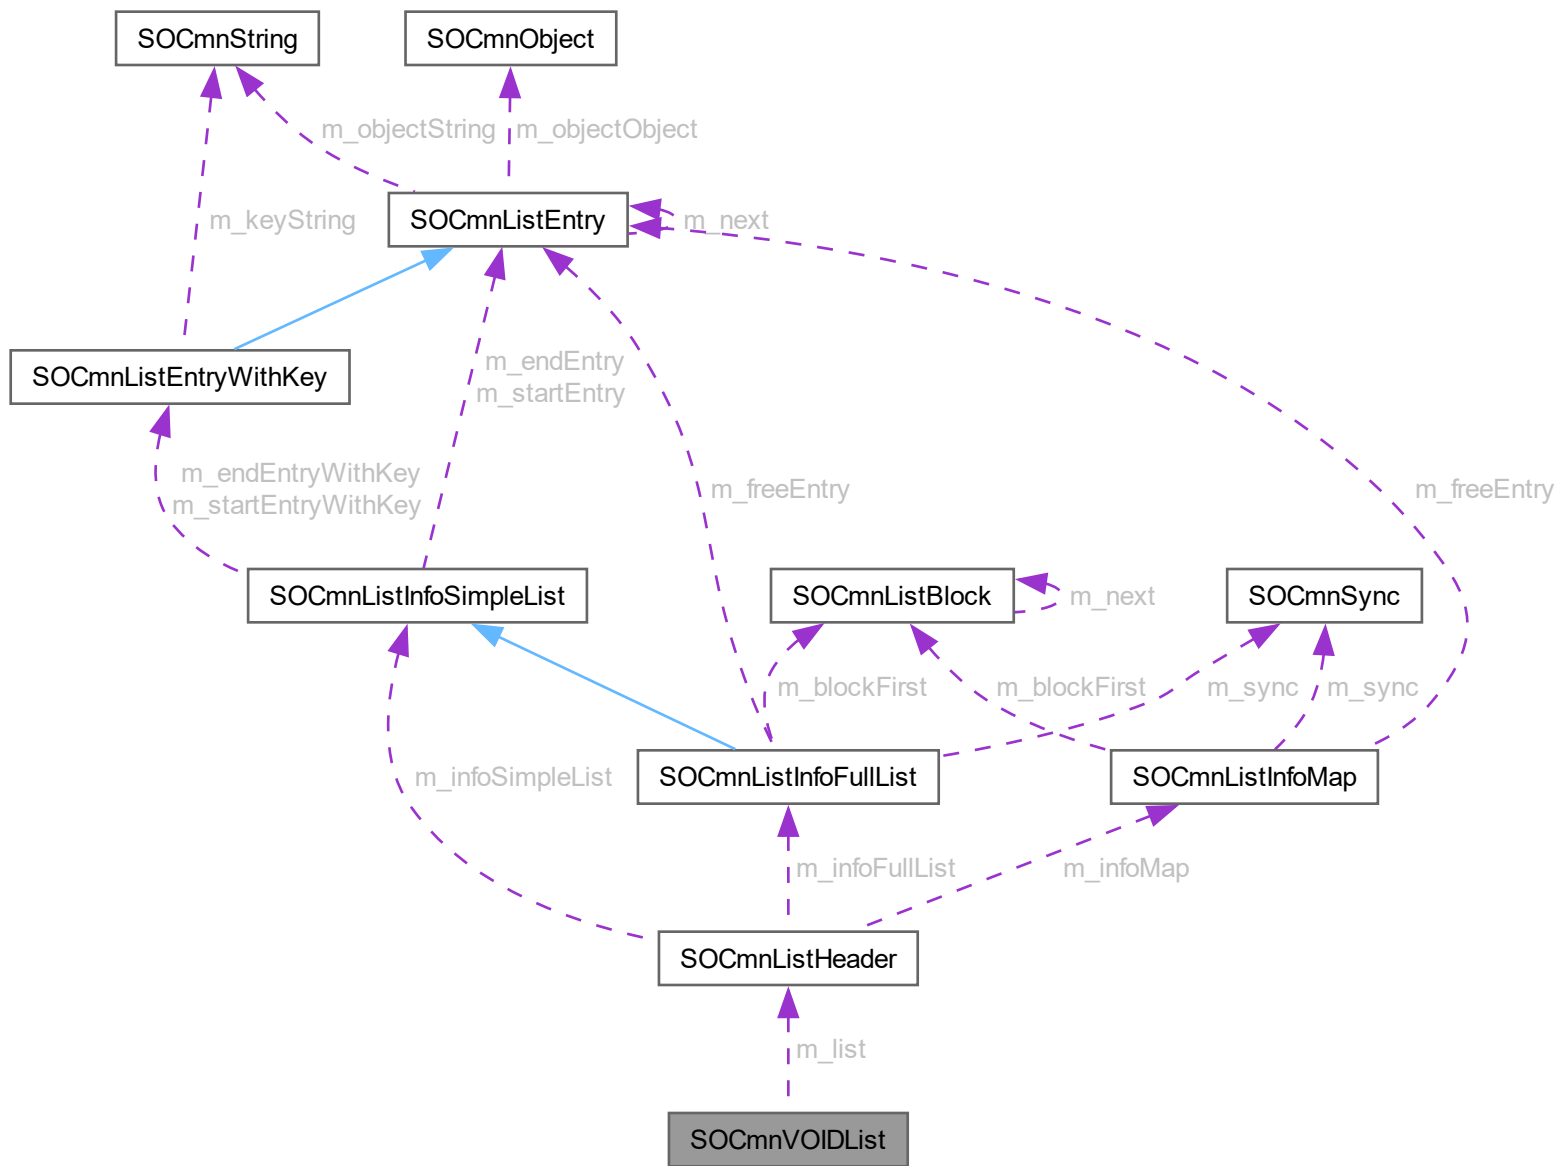 SOCmnString
SOCmnObject
m_objectString
m_objectObject
m_keyString
SOCmnListEntry
m_next
SOCmnListEntryWithKey
m_endEntry
m_startEntry
m_endEntryWithKey
m_startEntryWithKey
m_freeEntry
m_freeEntry
SOCmnListInfoSimpleList
SOCmnListBlock
m_next
SOCmnSync
m_blockFirst
m_blockFirst
m_sync
m_sync
m_infoSimpleList
SOCmnListInfoFullList
SOCmnListInfoMap
m_infoFullList
m_infoMap
SOCmnListHeader
m_list
SOCmnVOIDList